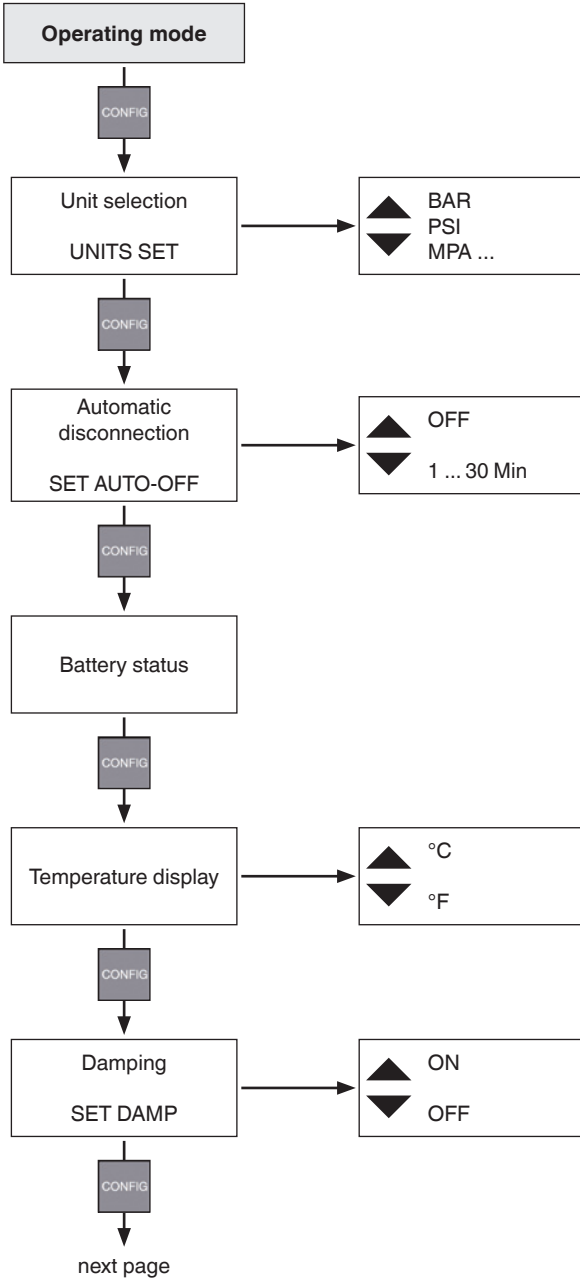 Operating mode
CONFIG
Unit selection
UNITS SET
BAR
PSI
MPA ...
CONFIG
Automatic
disconnection
SET AUTO-OFF
OFF
1 ... 30 Min
CONFIG
Battery status
CONFIG
Temperature display
°C
°F
CONFIG
Damping
SET DAMP
ON
OFF
CONFIG
next page